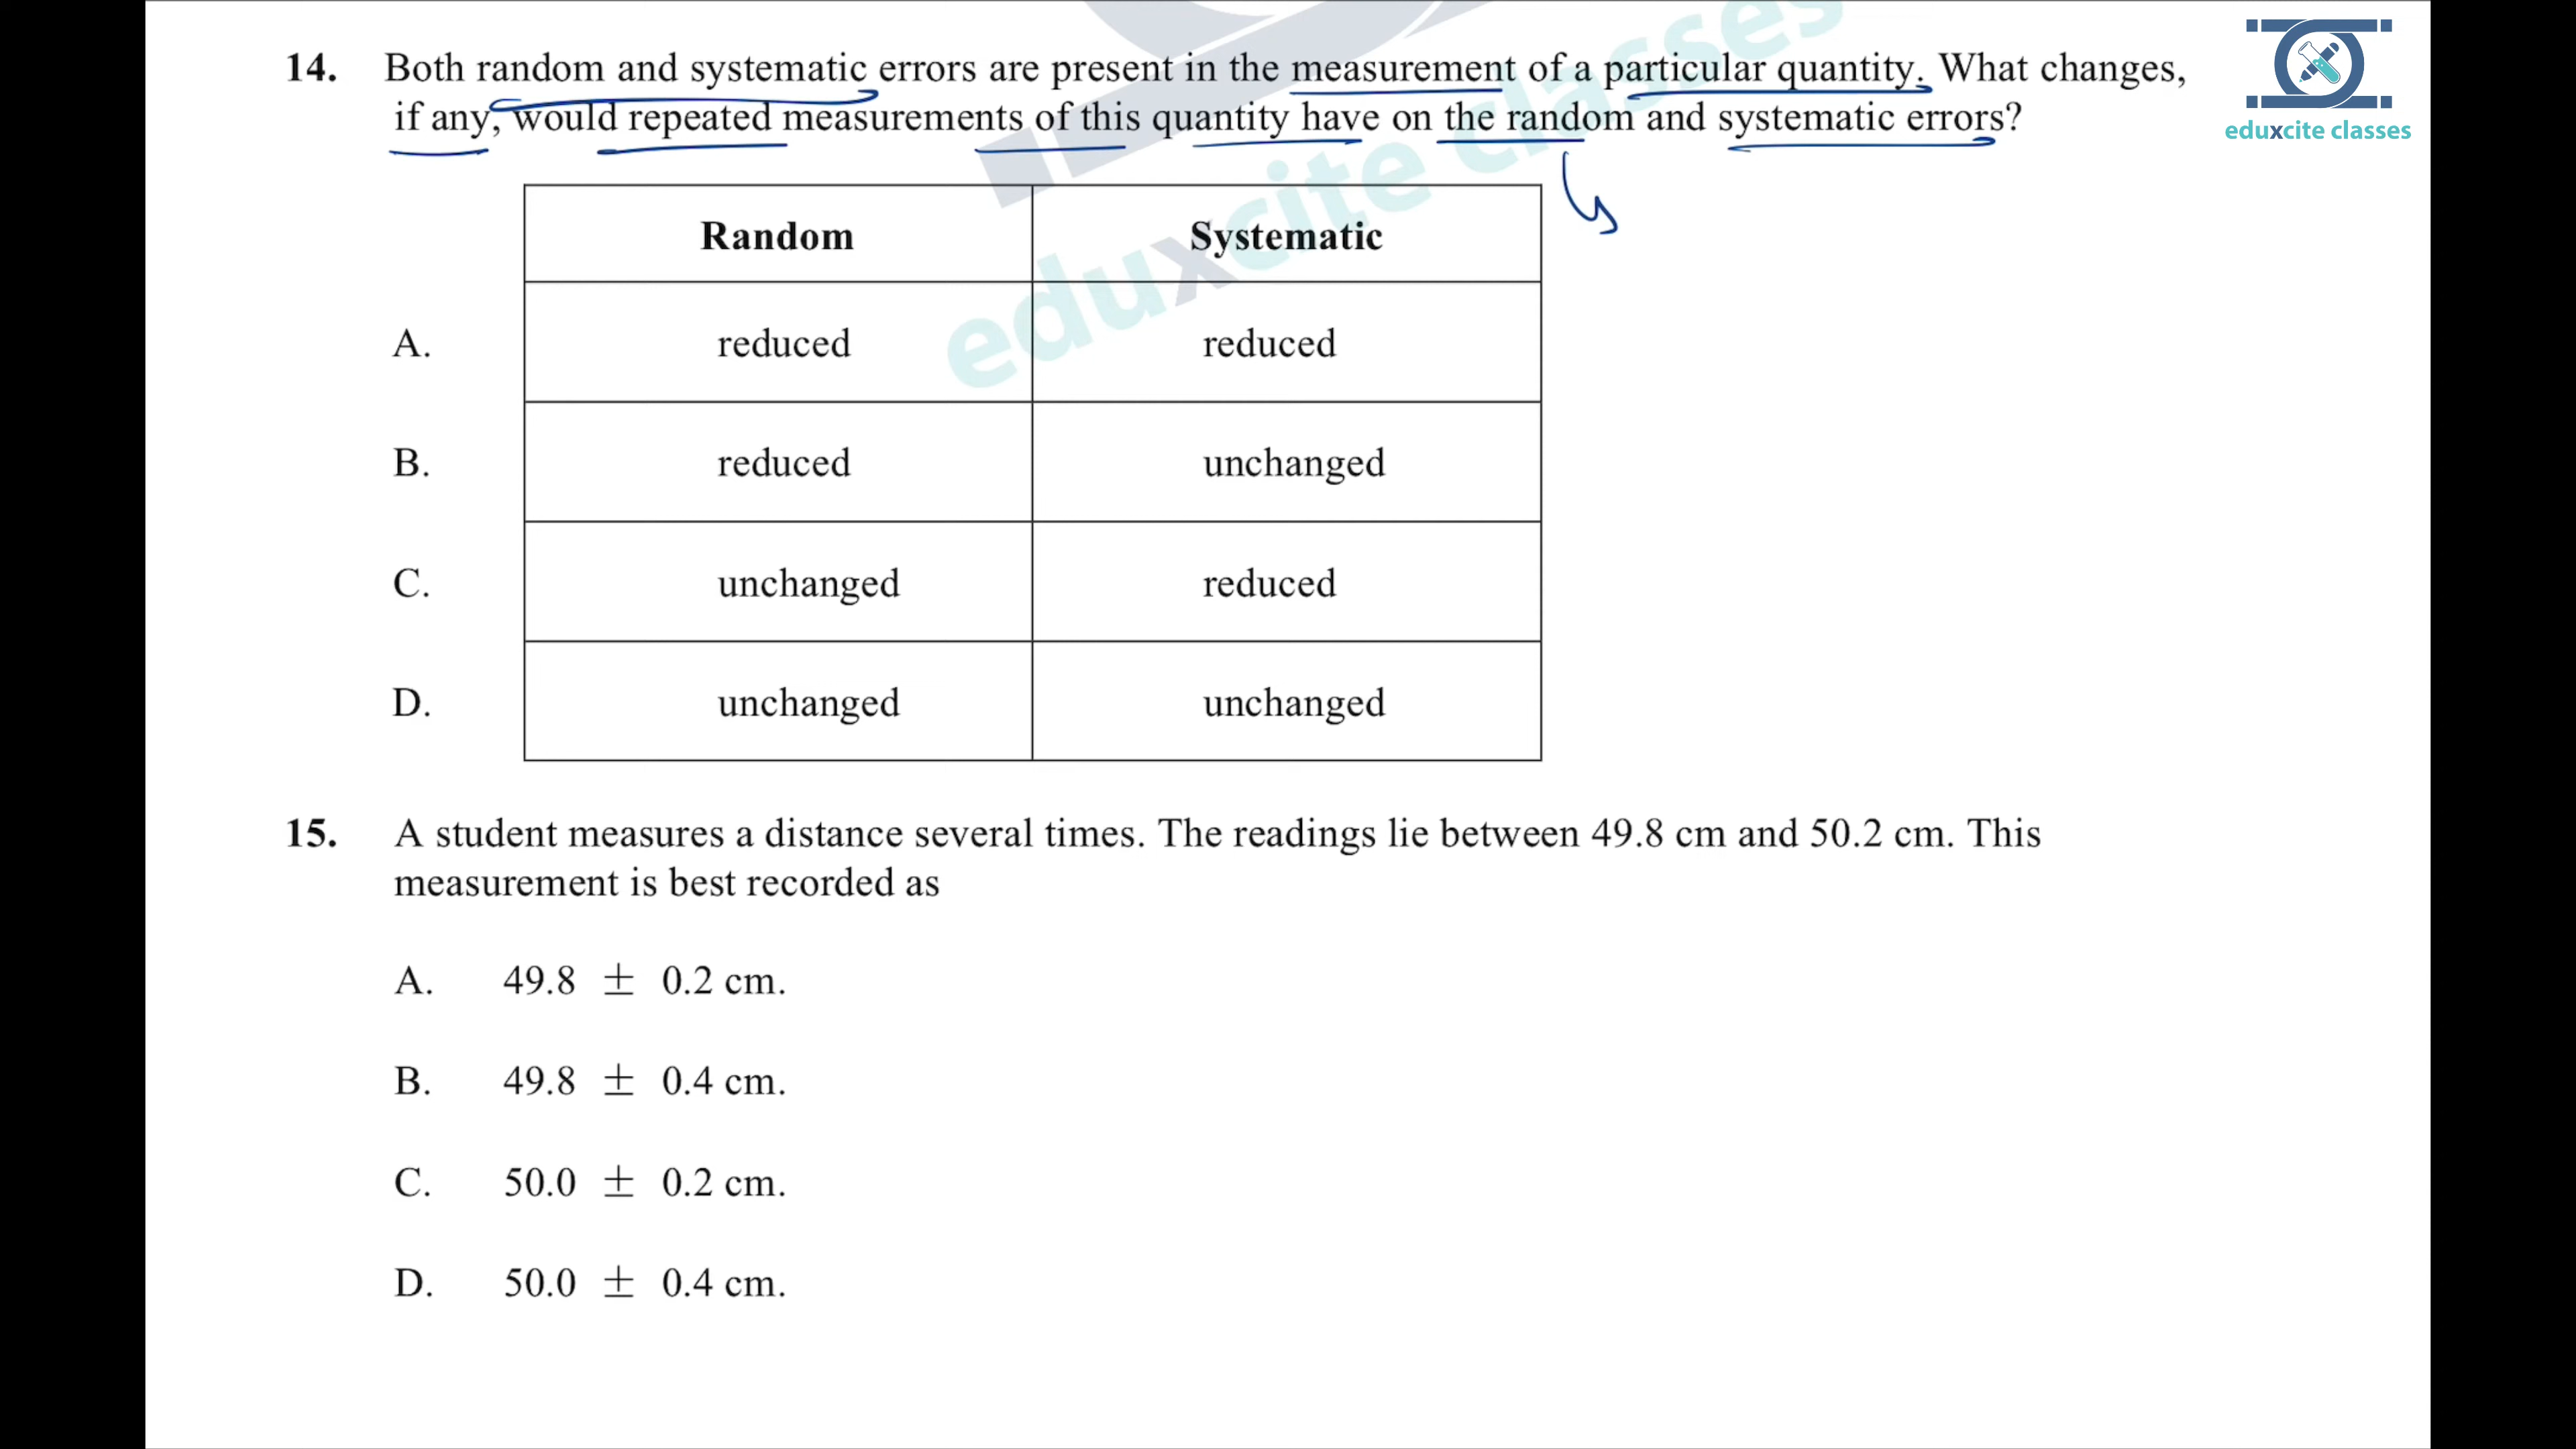 14. Both random and systematic errors are present in the measurement of a particular quantity. What changes,
if any, would repeated measurements of this quantity have on the random and systematic errors?
eduxcite classes
Random Systematic
A. reduced reduced
B. reduced unchanged
C. unchanged reduced
D. unchanged unchanged
eduxcite classes
15. A student measures a distance several times. The readings lie between 49.8 cm and 50.2 cm. This
measurement is best recorded as
A. 49.8 ± 0.2 cm.
B. 49.8 ± 0.4 cm.
C. 50.0 ± 0.2 cm.
D. 50.0 ± 0.4 cm.